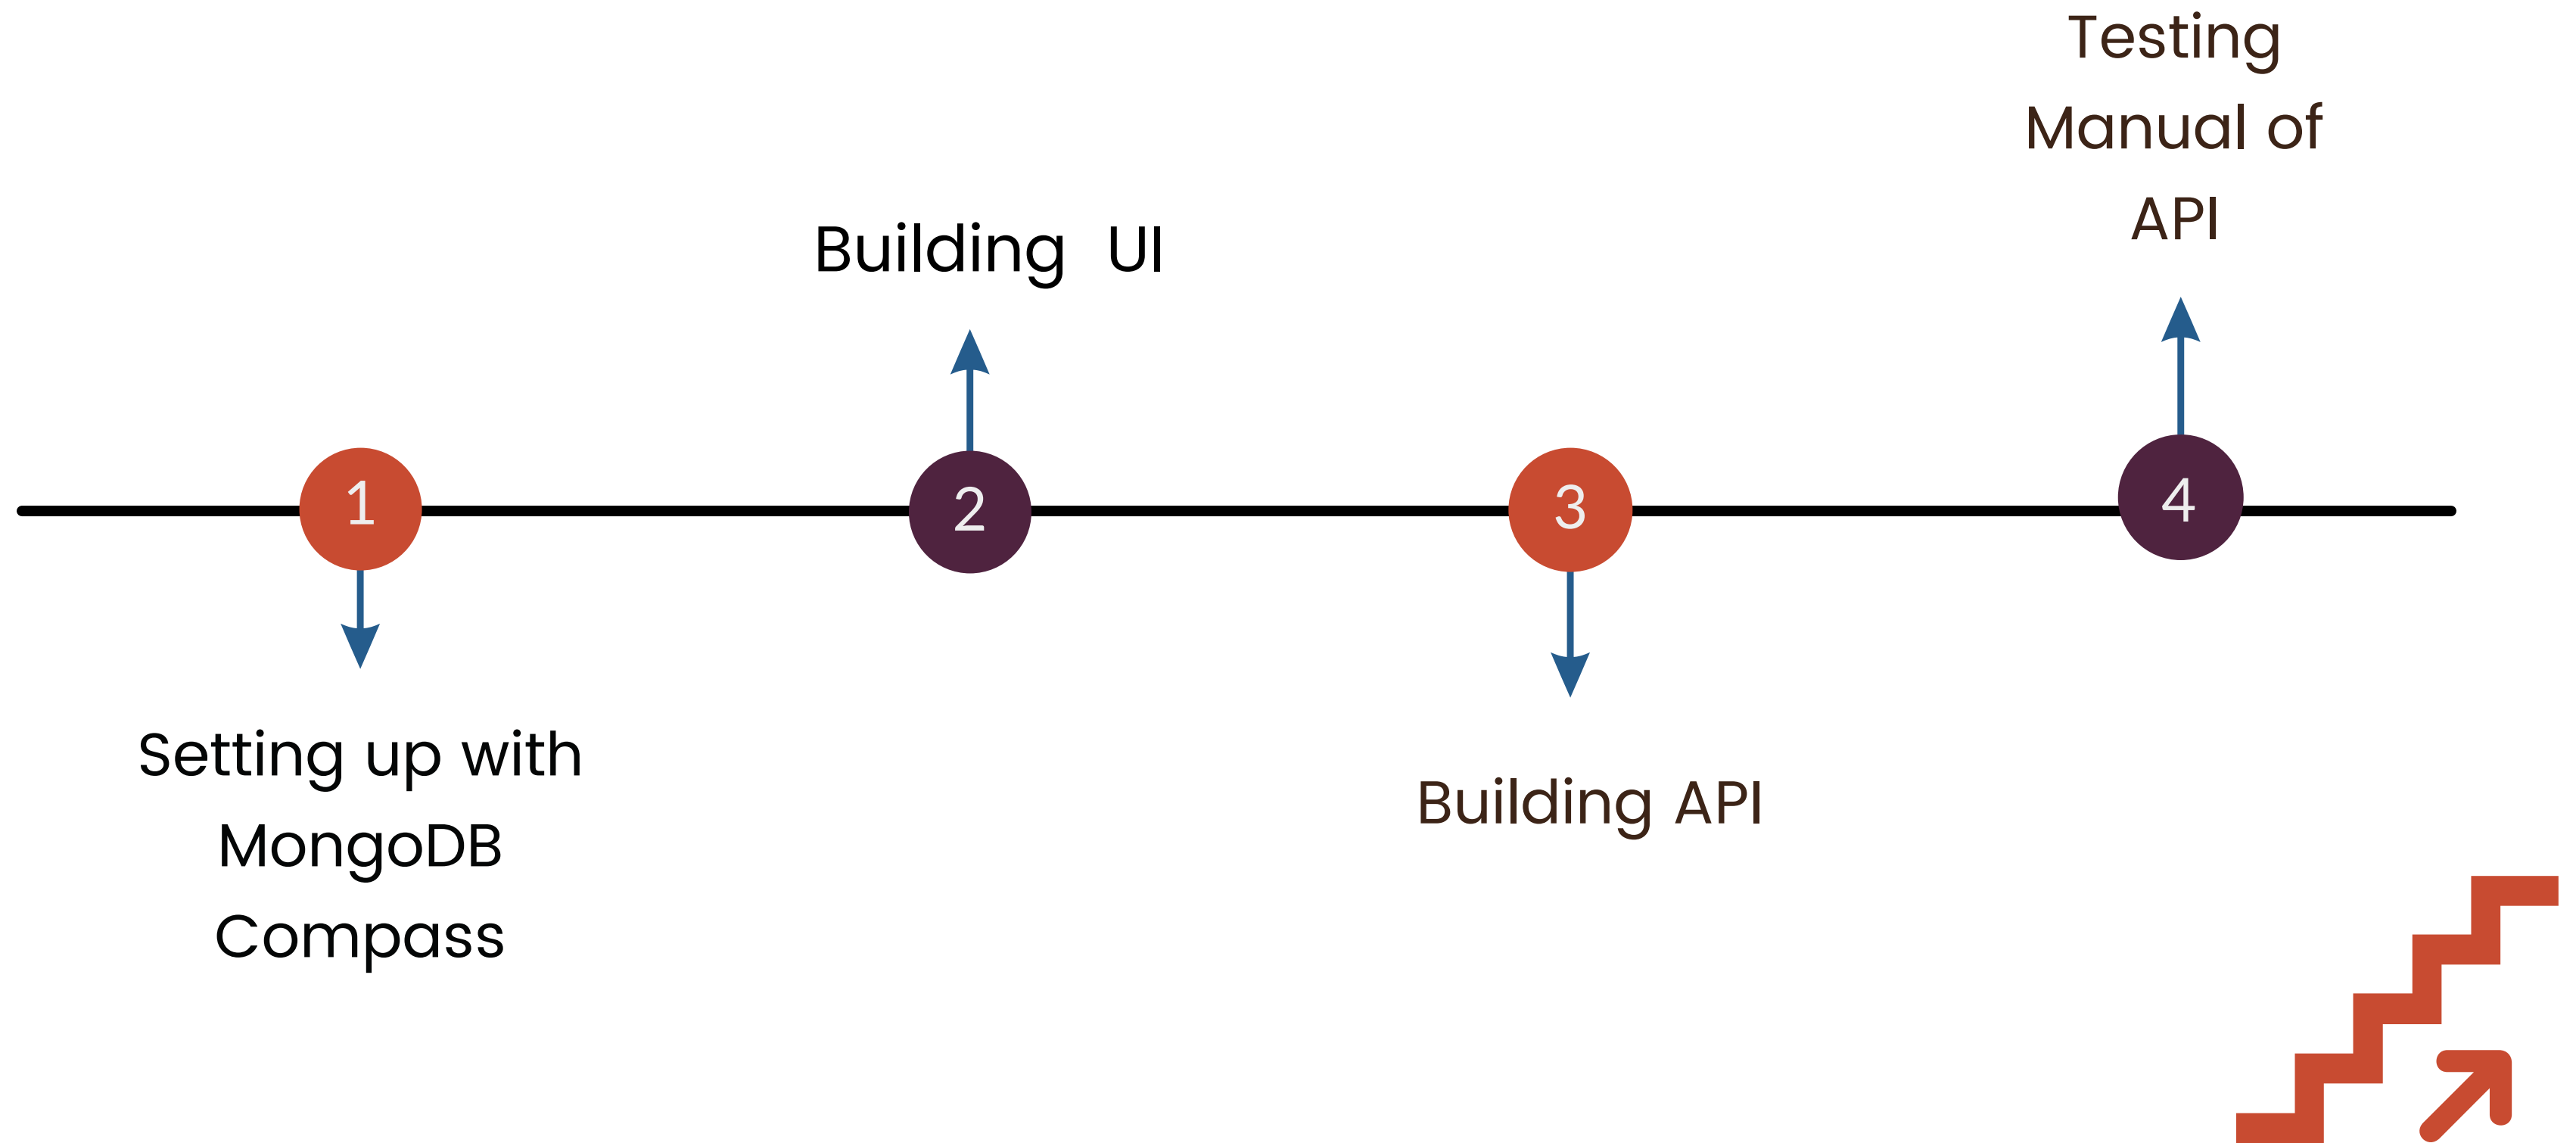 1
Setting up with
MongoDB
Compass
2
Building  UI
3
Building API
4
Testing
Manual of
API